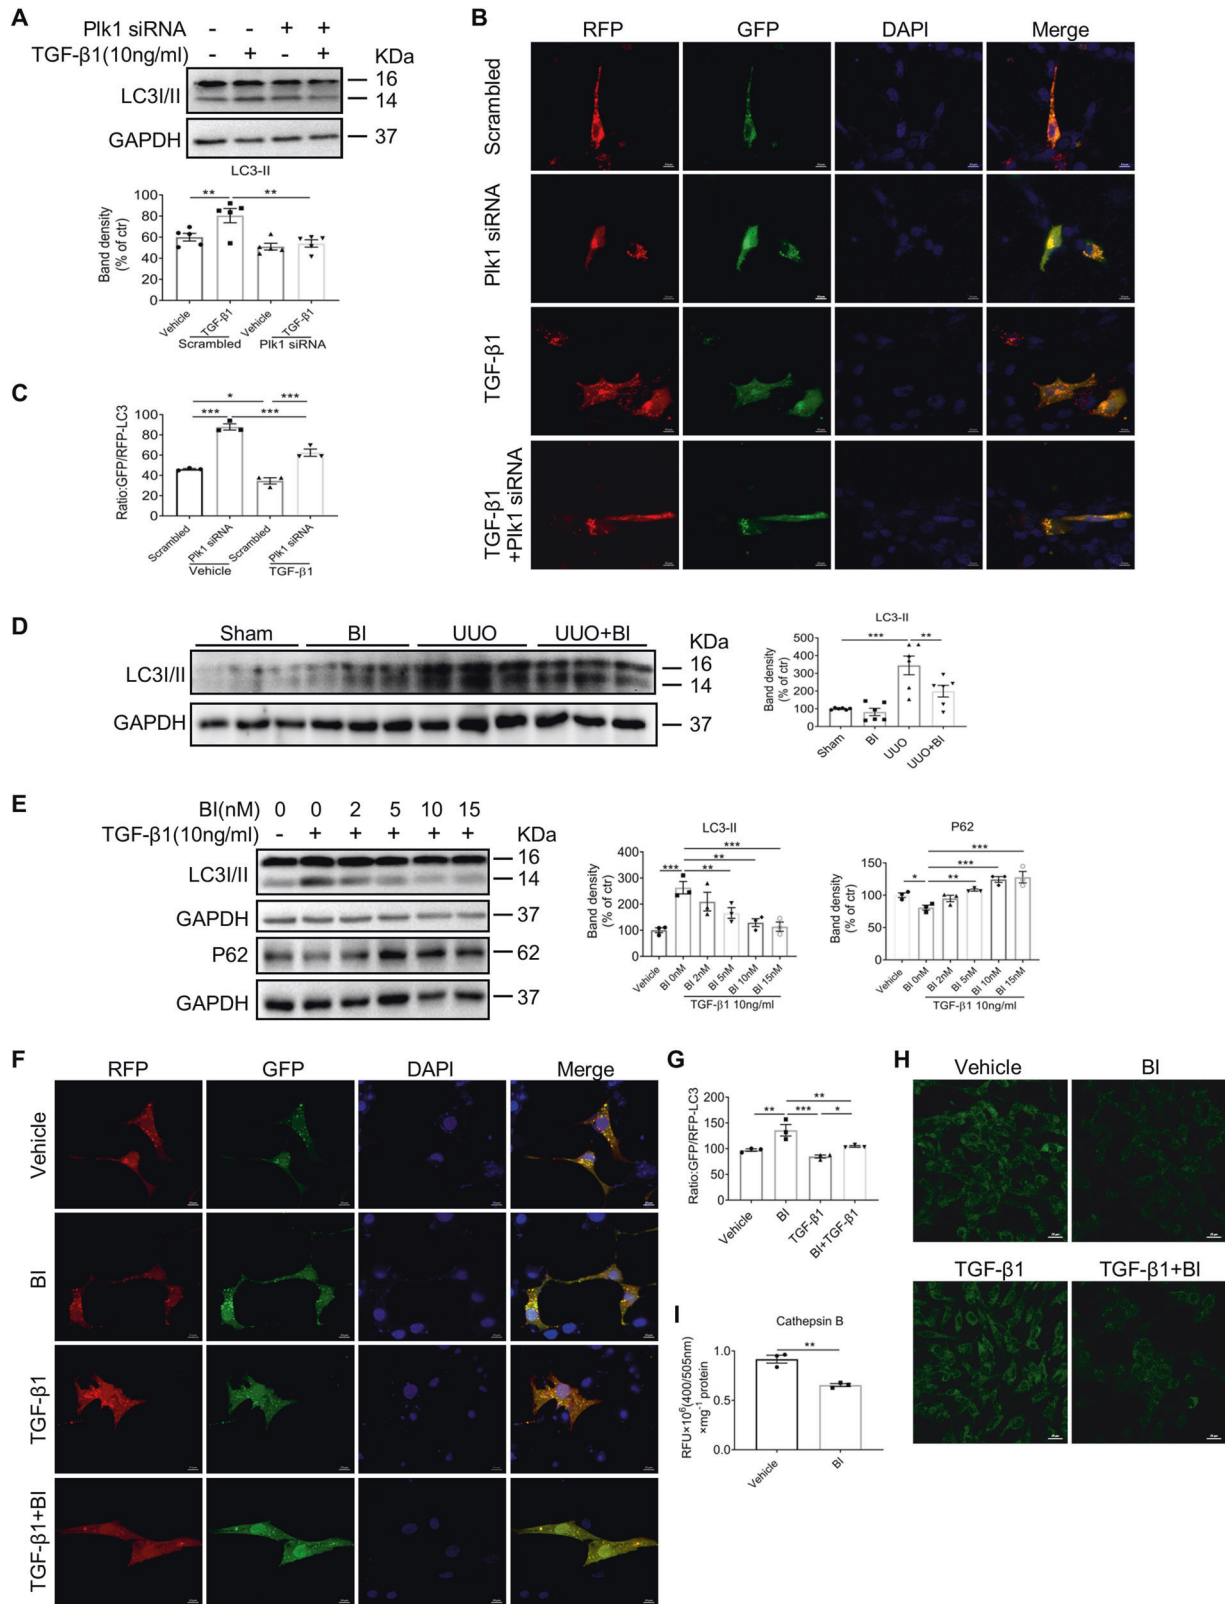 A
Plk1 siRNA - - + +
TGF-β1(10ng/ml) - + - + KDa
LC3I/II
16
14
GAPDH
37
LC3-II
** **
Band density
(% of ctr)
100
80
60
40
20
0
Vehicle TGF-β1 Vehicle TGF-β1
Scrambled Plk1 siRNA
B
RFP GFP DAPI Merge
Scrambled
Plk1 siRNA
TGF-β1
TGF-β1
+Plk1 siRNA
C
* ***
*** ***
Ratio:GFP/RFP-LC3
100
80
60
40
20
0
Scrambled Plk1 siRNA Scrambled Plk1 siRNA
Vehicle TGF-β1
D
Sham BI UUO UUO+BI KDa
LC3I/II
16
14
GAPDH
37
LC3-II
*** **
Band density
(% of ctr)
500
400
300
200
100
0
Sham BI UUO UUO+BI
E
BI(nM) 0 0 2 5 10 15
TGF-β1(10ng/ml) - + + + + + KDa
LC3I/II
16
14
GAPDH
37
P62
62
GAPDH
37
LC3-II
***
**
*** **
Band density
(% of ctr)
400
300
200
100
0
Vehicle BI 0nM BI 2nM BI 5nM BI 10nM BI 15nM
TGF-β1 10ng/ml
P62
***
***
* **
Band density
(% of ctr)
150
100
50
0
Vehicle BI 0nM BI 2nM BI 5nM BI 10nM BI 15nM
TGF-β1 10ng/ml
F
RFP GFP DAPI Merge
Vehicle
BI
TGF-β1
TGF-β1+BI
G
**
** *** *
Ratio:GFP/RFP-LC3
200
150
100
50
0
Vehicle BI TGF-β1 BI+TGF-β1
H
Vehicle BI
TGF-β1 TGF-β1+BI
I
Cathepsin B
**
RFU×10⁶(400/505nm)
×mg⁻¹ protein
1.0
0.5
0.0
Vehicle BI